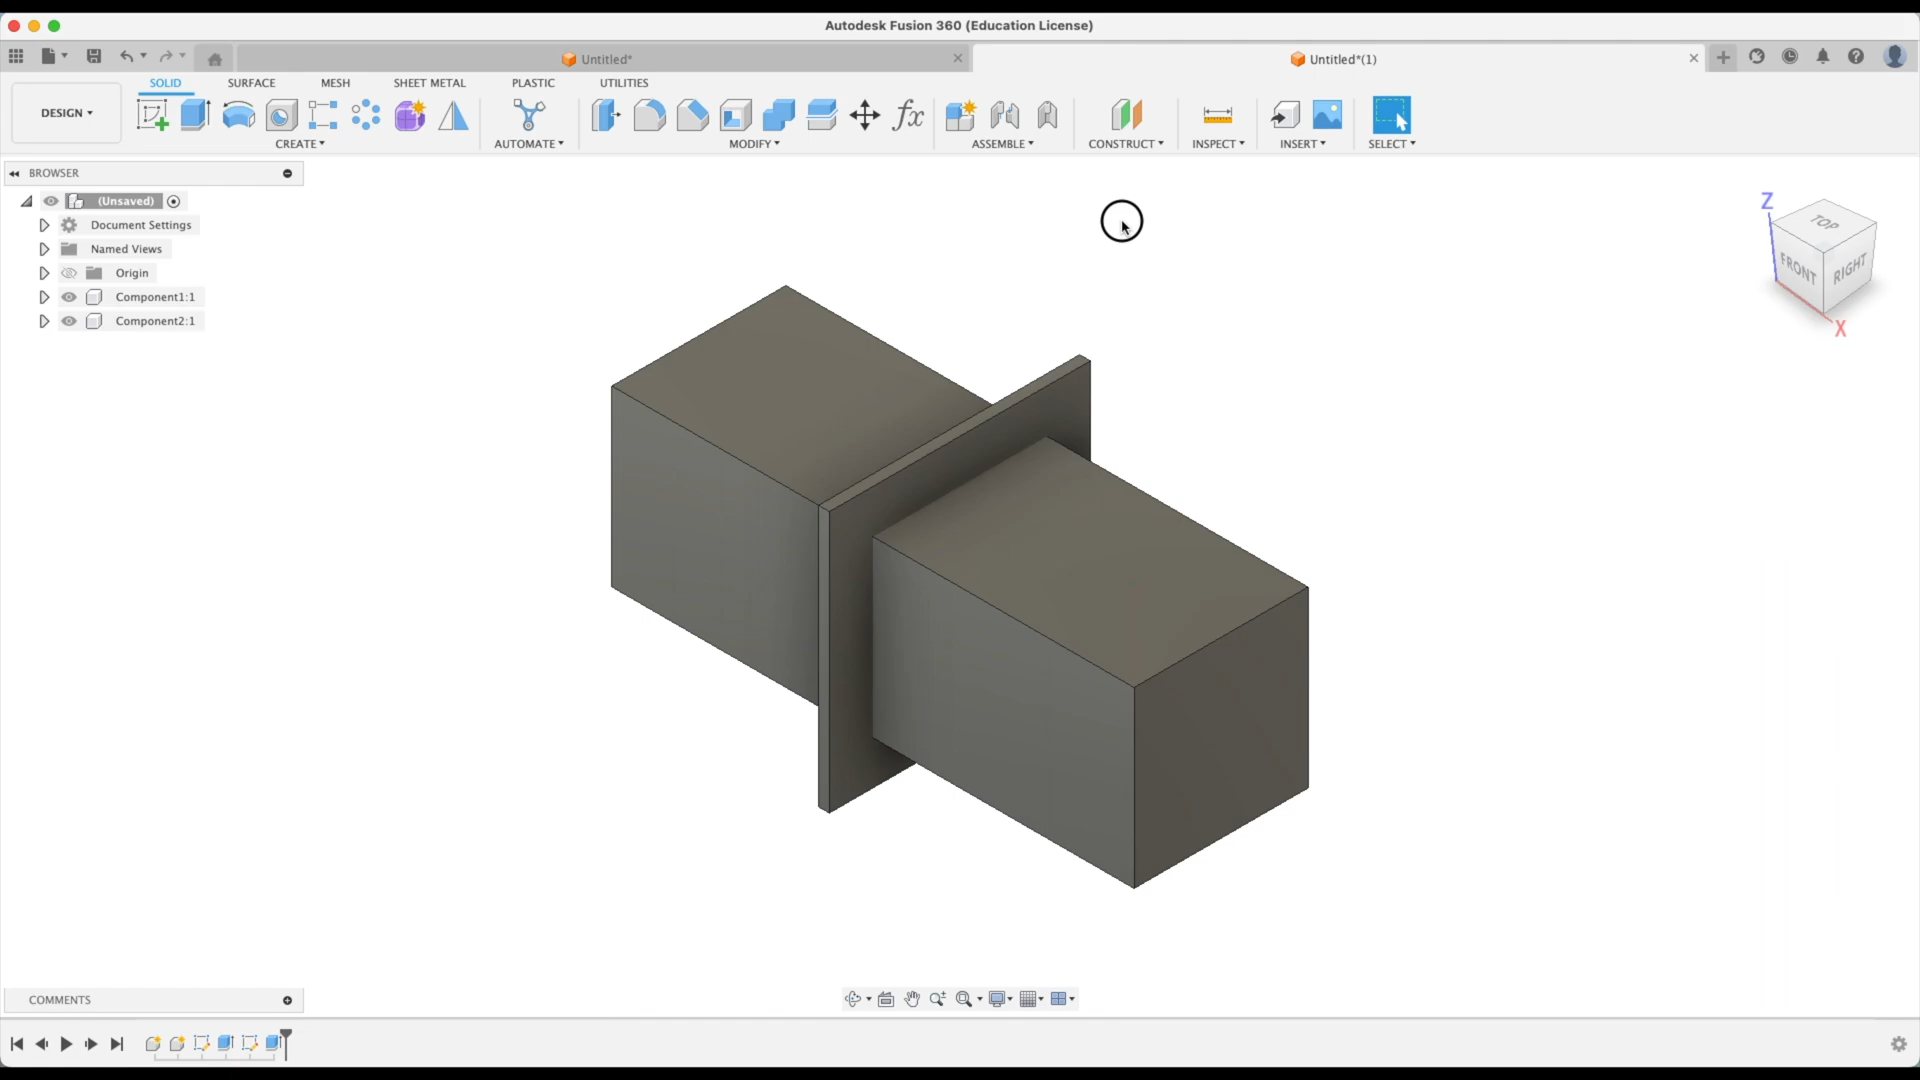 Autodesk Fusion 360 (Education License)
Untitled*
Untitled*(1)
DESIGN
SOLID SURFACE MESH SHEET METAL PLASTIC UTILITIES
fx
CREATE AUTOMATE MODIFY ASSEMBLE CONSTRUCT INSPECT INSERT SELECT
BROWSER
(Unsaved)
Document Settings
Named Views
Origin
Component1:1
Component2:1
Z
TOP
FRONT
RIGHT
X
COMMENTS